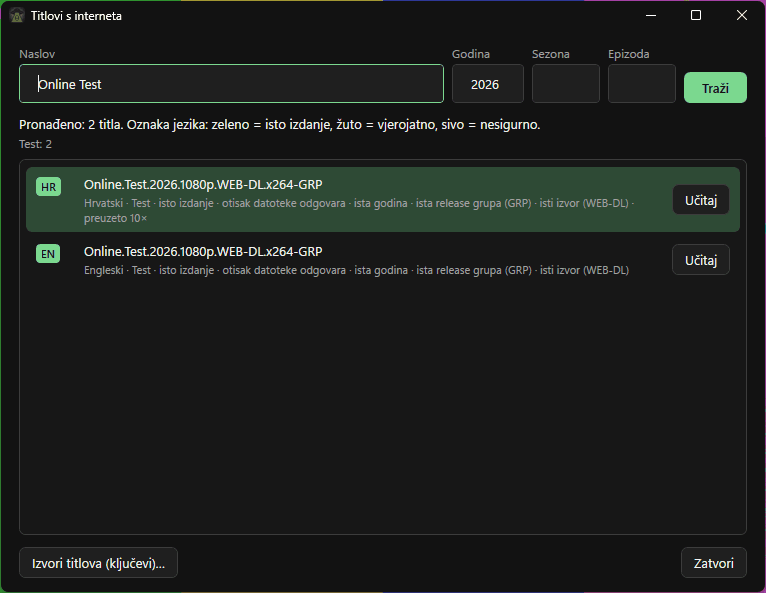 Titlovi s interneta
Naslov
Godina
Sezona
Epizoda
Online Test
2026
Traži
Pronađeno: 2 titla. Oznaka jezika: zeleno = isto izdanje, žuto = vjerojatno, sivo = nesigurno.
Test: 2
HR
Online.Test.2026.1080p.WEB-DL.x264-GRP
Hrvatski · Test · isto izdanje · otisak datoteke odgovara · ista godina · ista release grupa (GRP) · isti izvor (WEB-DL) ·
preuzeto 10×
Učitaj
EN
Online.Test.2026.1080p.WEB-DL.x264-GRP
Engleski · Test · isto izdanje · otisak datoteke odgovara · ista godina · ista release grupa (GRP) · isti izvor (WEB-DL)
Učitaj
Izvori titlova (ključevi)...
Zatvori